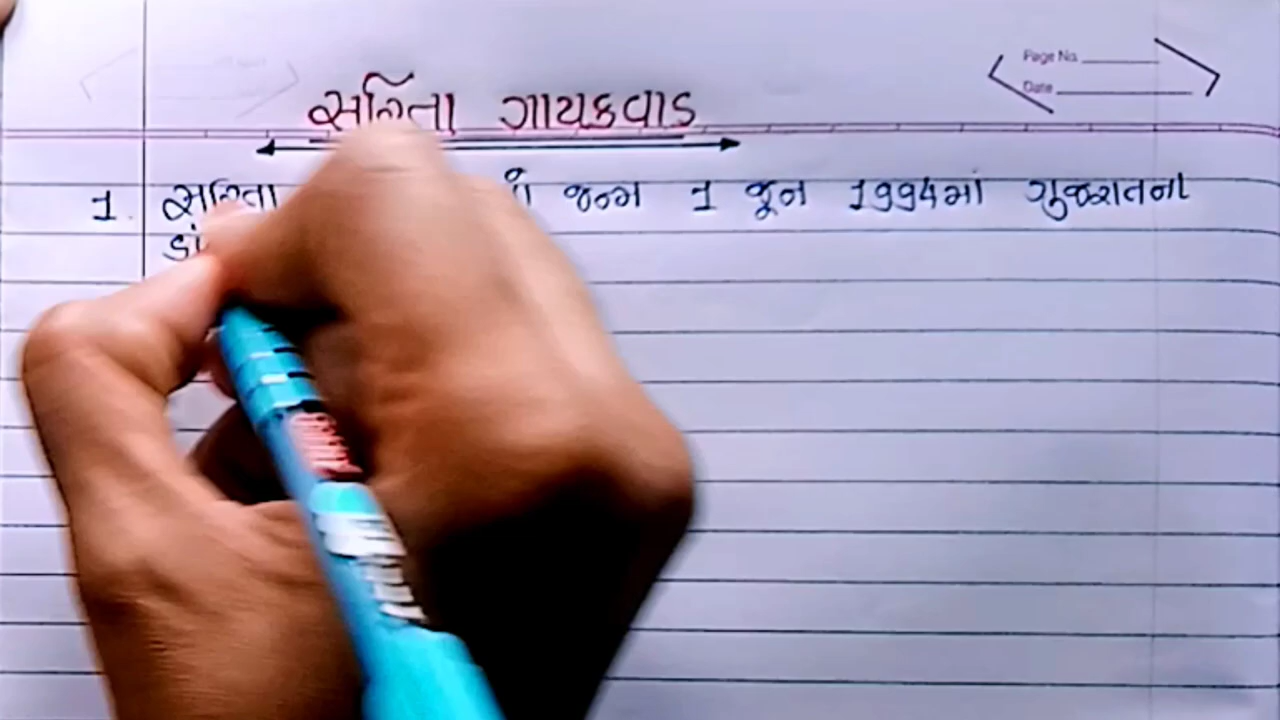 Page No.
Date
સરિતા ગાયકવાડ
1. સરિતા જન્મ 1 જૂન 1994માં ગુજરાતના
ડાં